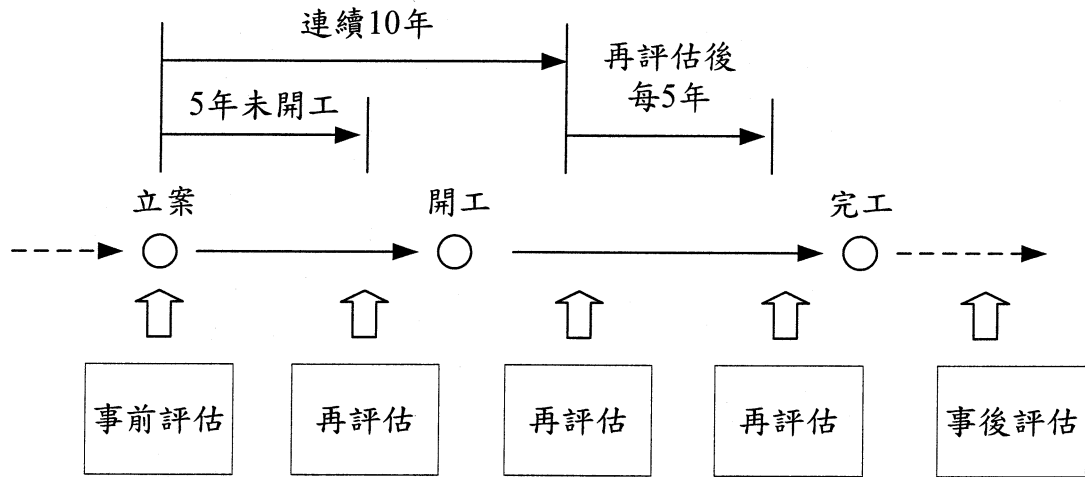 連續10年
再評估後
每5年
5年未開工
立案
開工
完工
事前評估
再評估
再評估
再評估
事後評估